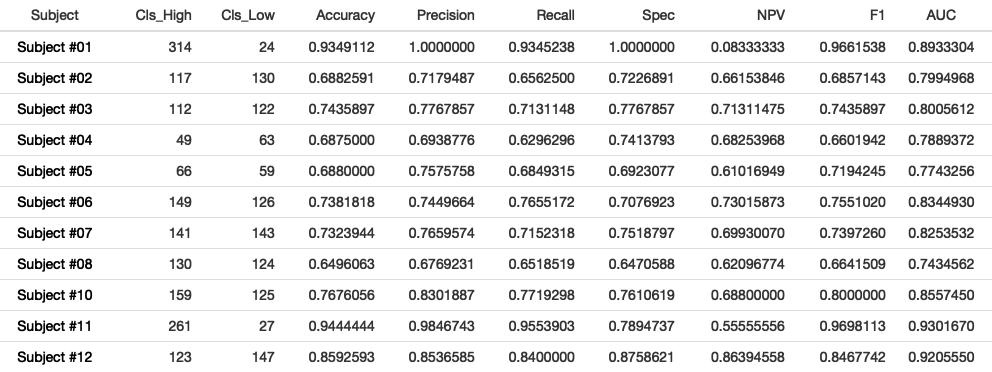 Subject Cls_High Cls_Low Accuracy Precision Recall Spec NPV F1 AUC
Subject #01 314 24 0.9349112 1.0000000 0.9345238 1.0000000 0.08333333 0.9661538 0.8933304
Subject #02 117 130 0.6882591 0.7179487 0.6562500 0.7226891 0.66153846 0.6857143 0.7994968
Subject #03 112 122 0.7435897 0.7767857 0.7131148 0.7767857 0.71311475 0.7435897 0.8005612
Subject #04 49 63 0.6875000 0.6938776 0.6296296 0.7413793 0.68253968 0.6601942 0.7889372
Subject #05 66 59 0.6880000 0.7575758 0.6849315 0.6923077 0.61016949 0.7194245 0.7743256
Subject #06 149 126 0.7381818 0.7449664 0.7655172 0.7076923 0.73015873 0.7551020 0.8344930
Subject #07 141 143 0.7323944 0.7659574 0.7152318 0.7518797 0.69930070 0.7397260 0.8253532
Subject #08 130 124 0.6496063 0.6769231 0.6518519 0.6470588 0.62096774 0.6641509 0.7434562
Subject #10 159 125 0.7676056 0.8301887 0.7719298 0.7610619 0.68800000 0.8000000 0.8557450
Subject #11 261 27 0.9444444 0.9846743 0.9553903 0.7894737 0.55555556 0.9698113 0.9301670
Subject #12 123 147 0.8592593 0.8536585 0.8400000 0.8758621 0.86394558 0.8467742 0.9205550